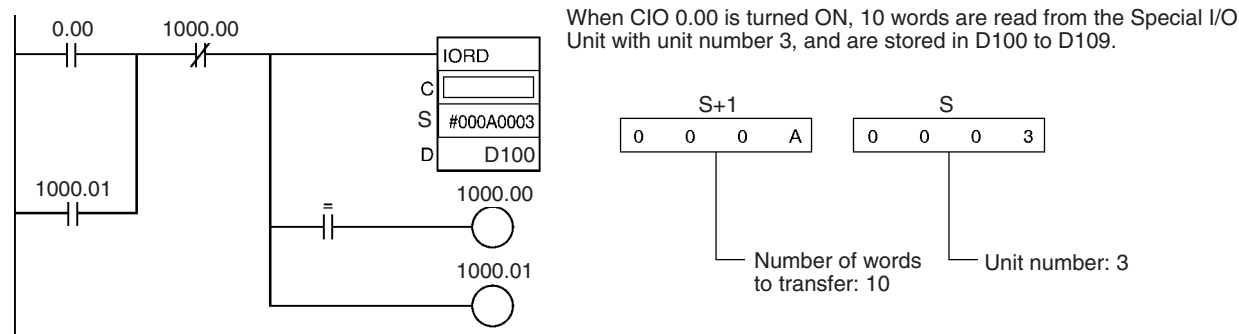 0.00
1000.00
IORD
C
S #000A0003
D D100
1000.01
=
1000.00
1000.01
When CIO 0.00 is turned ON, 10 words are read from the Special I/O
Unit with unit number 3, and are stored in D100 to D109.
S+1
S
0 0 0 A
0 0 0 3
Number of words
to transfer: 10
Unit number: 3